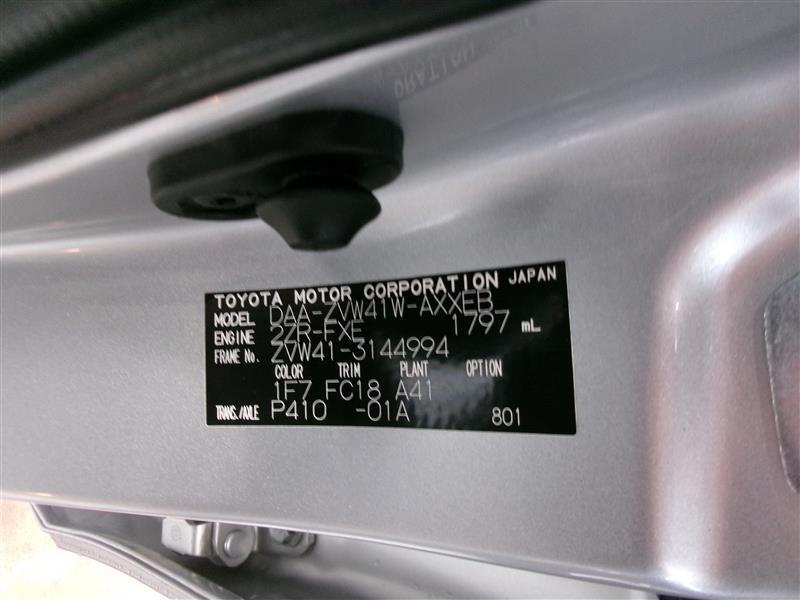 TOYOTA MOTOR CORPORATION JAPAN
MODEL DAA-ZVW41W-AXXEB
ENGINE 2ZR-FXE 1797 mL
FRAME No. ZVW41-3144994
COLOR TRIM PLANT OPTION
1F7 FC18 A41
TRANS./AXLE P410 -01A 801